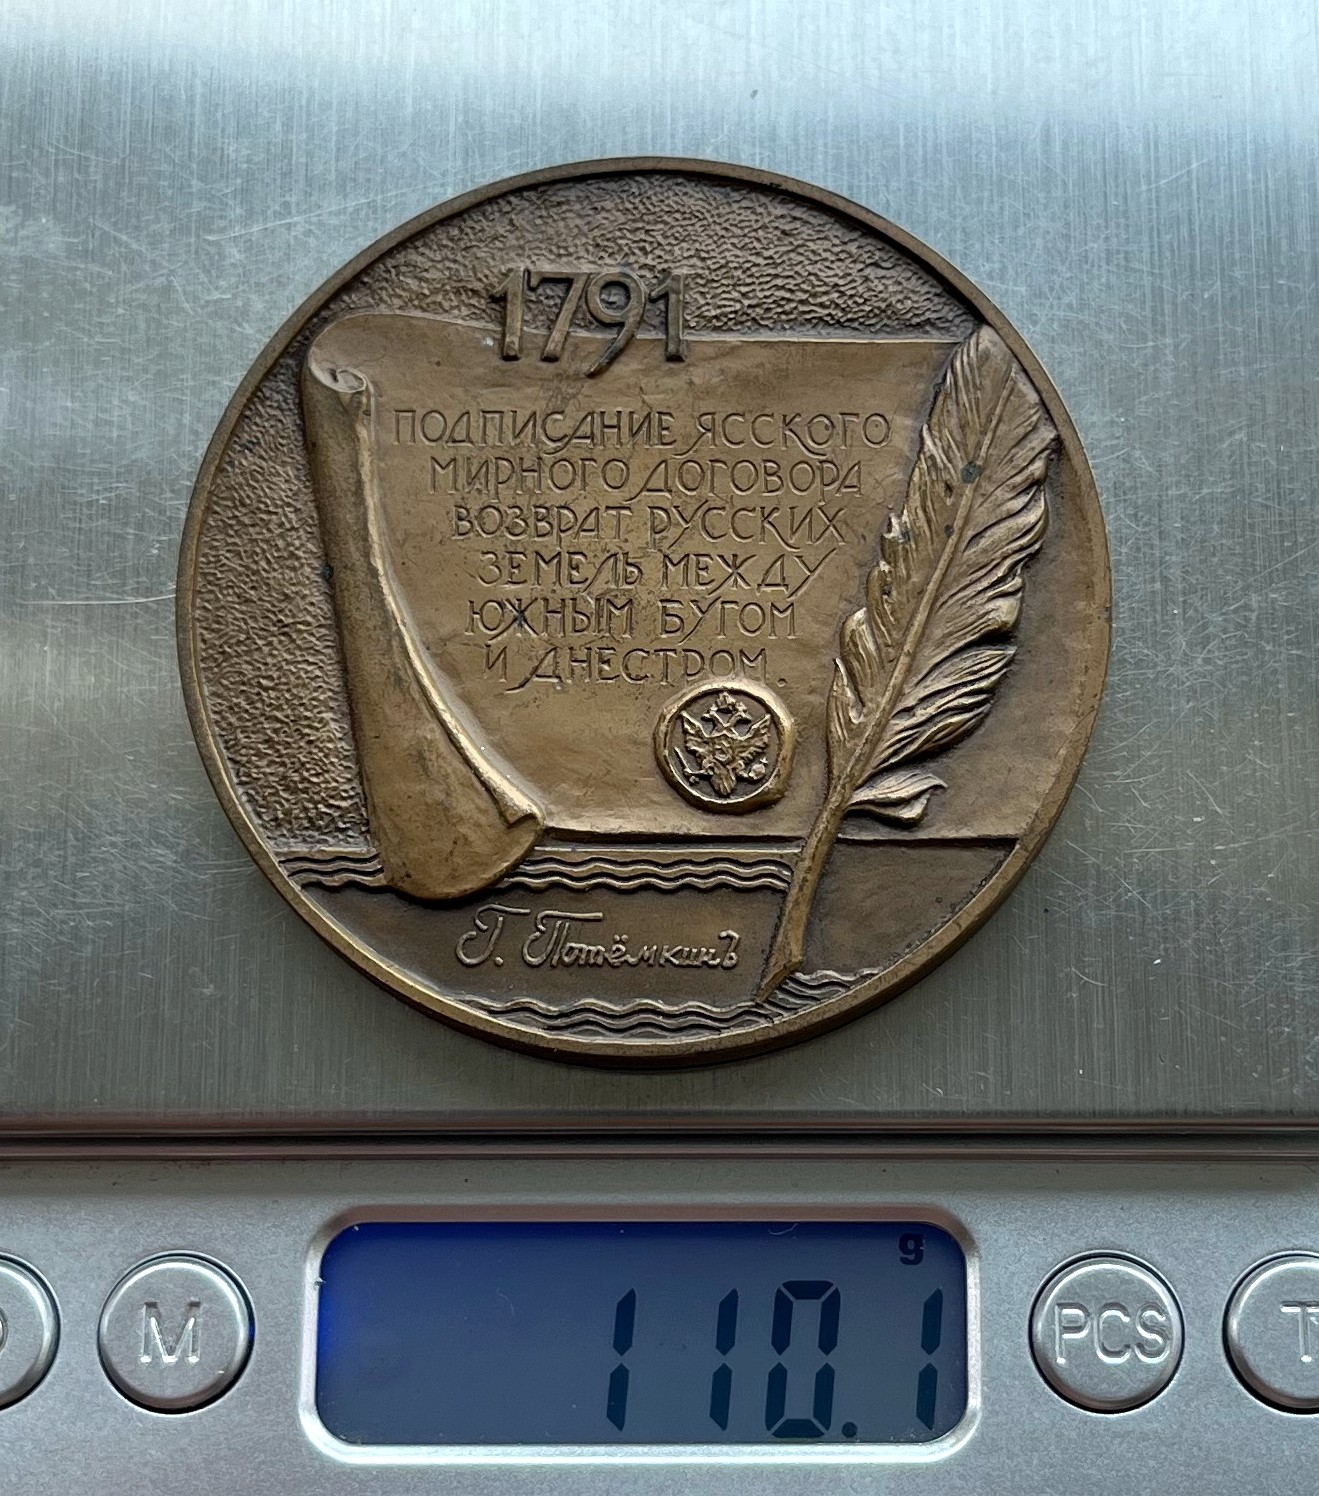 1791
ПОДПИСАНИЕ ЯССКОГО
МИРНОГО ДОГОВОРА
ВОЗВРАТ РУССКИХ
ЗЕМЕЛЬ МЕЖДУ
ЮЖНЫМ БУГОМ
И ДНЕСТРОМ.
Г. Потёмкинъ
g
110.1
M
PCS